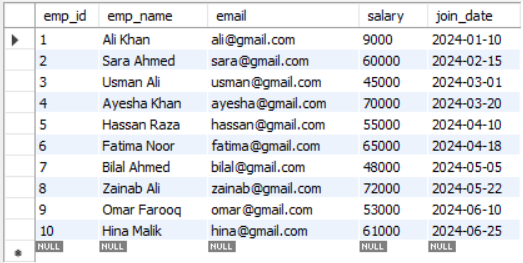 emp_id emp_name email salary join_date
1 Ali Khan ali@gmail.com 9000 2024-01-10
2 Sara Ahmed sara@gmail.com 60000 2024-02-15
3 Usman Ali usman@gmail.com 45000 2024-03-01
4 Ayesha Khan ayesha@gmail.com 70000 2024-03-20
5 Hassan Raza hassan@gmail.com 55000 2024-04-10
6 Fatima Noor fatima@gmail.com 65000 2024-04-18
7 Bilal Ahmed bilal@gmail.com 48000 2024-05-05
8 Zainab Ali zainab@gmail.com 72000 2024-05-22
9 Omar Farooq omar@gmail.com 53000 2024-06-10
10 Hina Malik hina@gmail.com 61000 2024-06-25
NULL NULL NULL NULL NULL